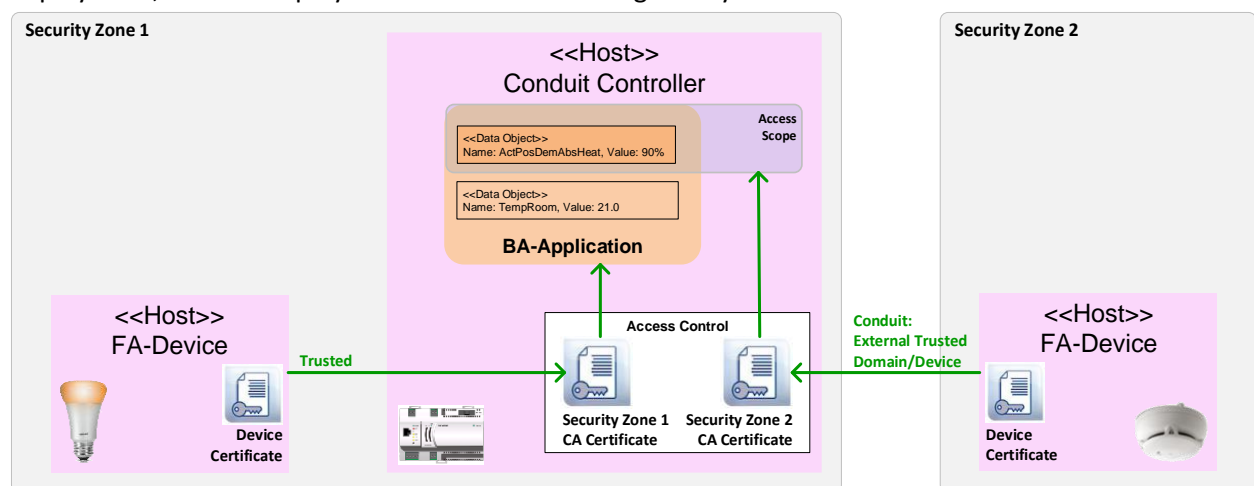 Security Zone 1
Security Zone 2
<<Host>>
Conduit Controller
Access
Scope
<<Data Object>>
Name: ActPosDemAbsHeat, Value: 90%
<<Data Object>>
Name: TempRoom, Value: 21.0
BA-Application
<<Host>>
FA-Device
Trusted
Access Control
Conduit:
External Trusted
Domain/Device
<<Host>>
FA-Device
Security Zone 1
CA Certificate
Security Zone 2
CA Certificate
Device
Certificate
Device
Certificate